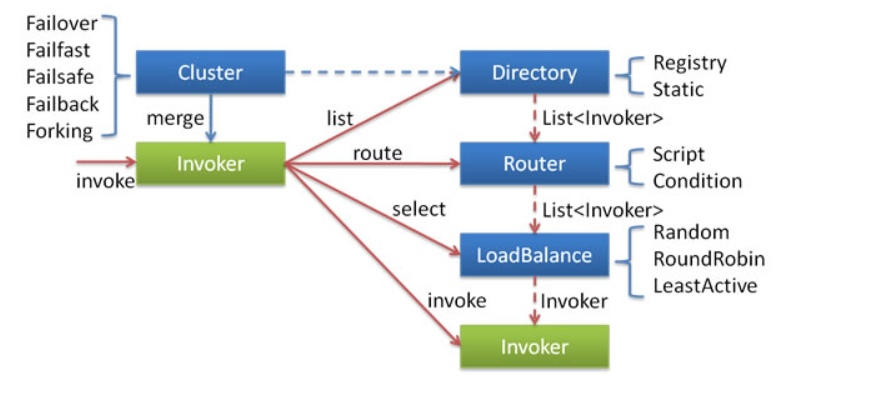 Failover
Failfast
Failsafe
Failback
Forking
Cluster
Directory
Registry
Static
merge
list
List<Invoker>
invoke
Invoker
route
Router
Script
Condition
select
List<Invoker>
LoadBalance
Random
RoundRobin
LeastActive
invoke
Invoker
Invoker